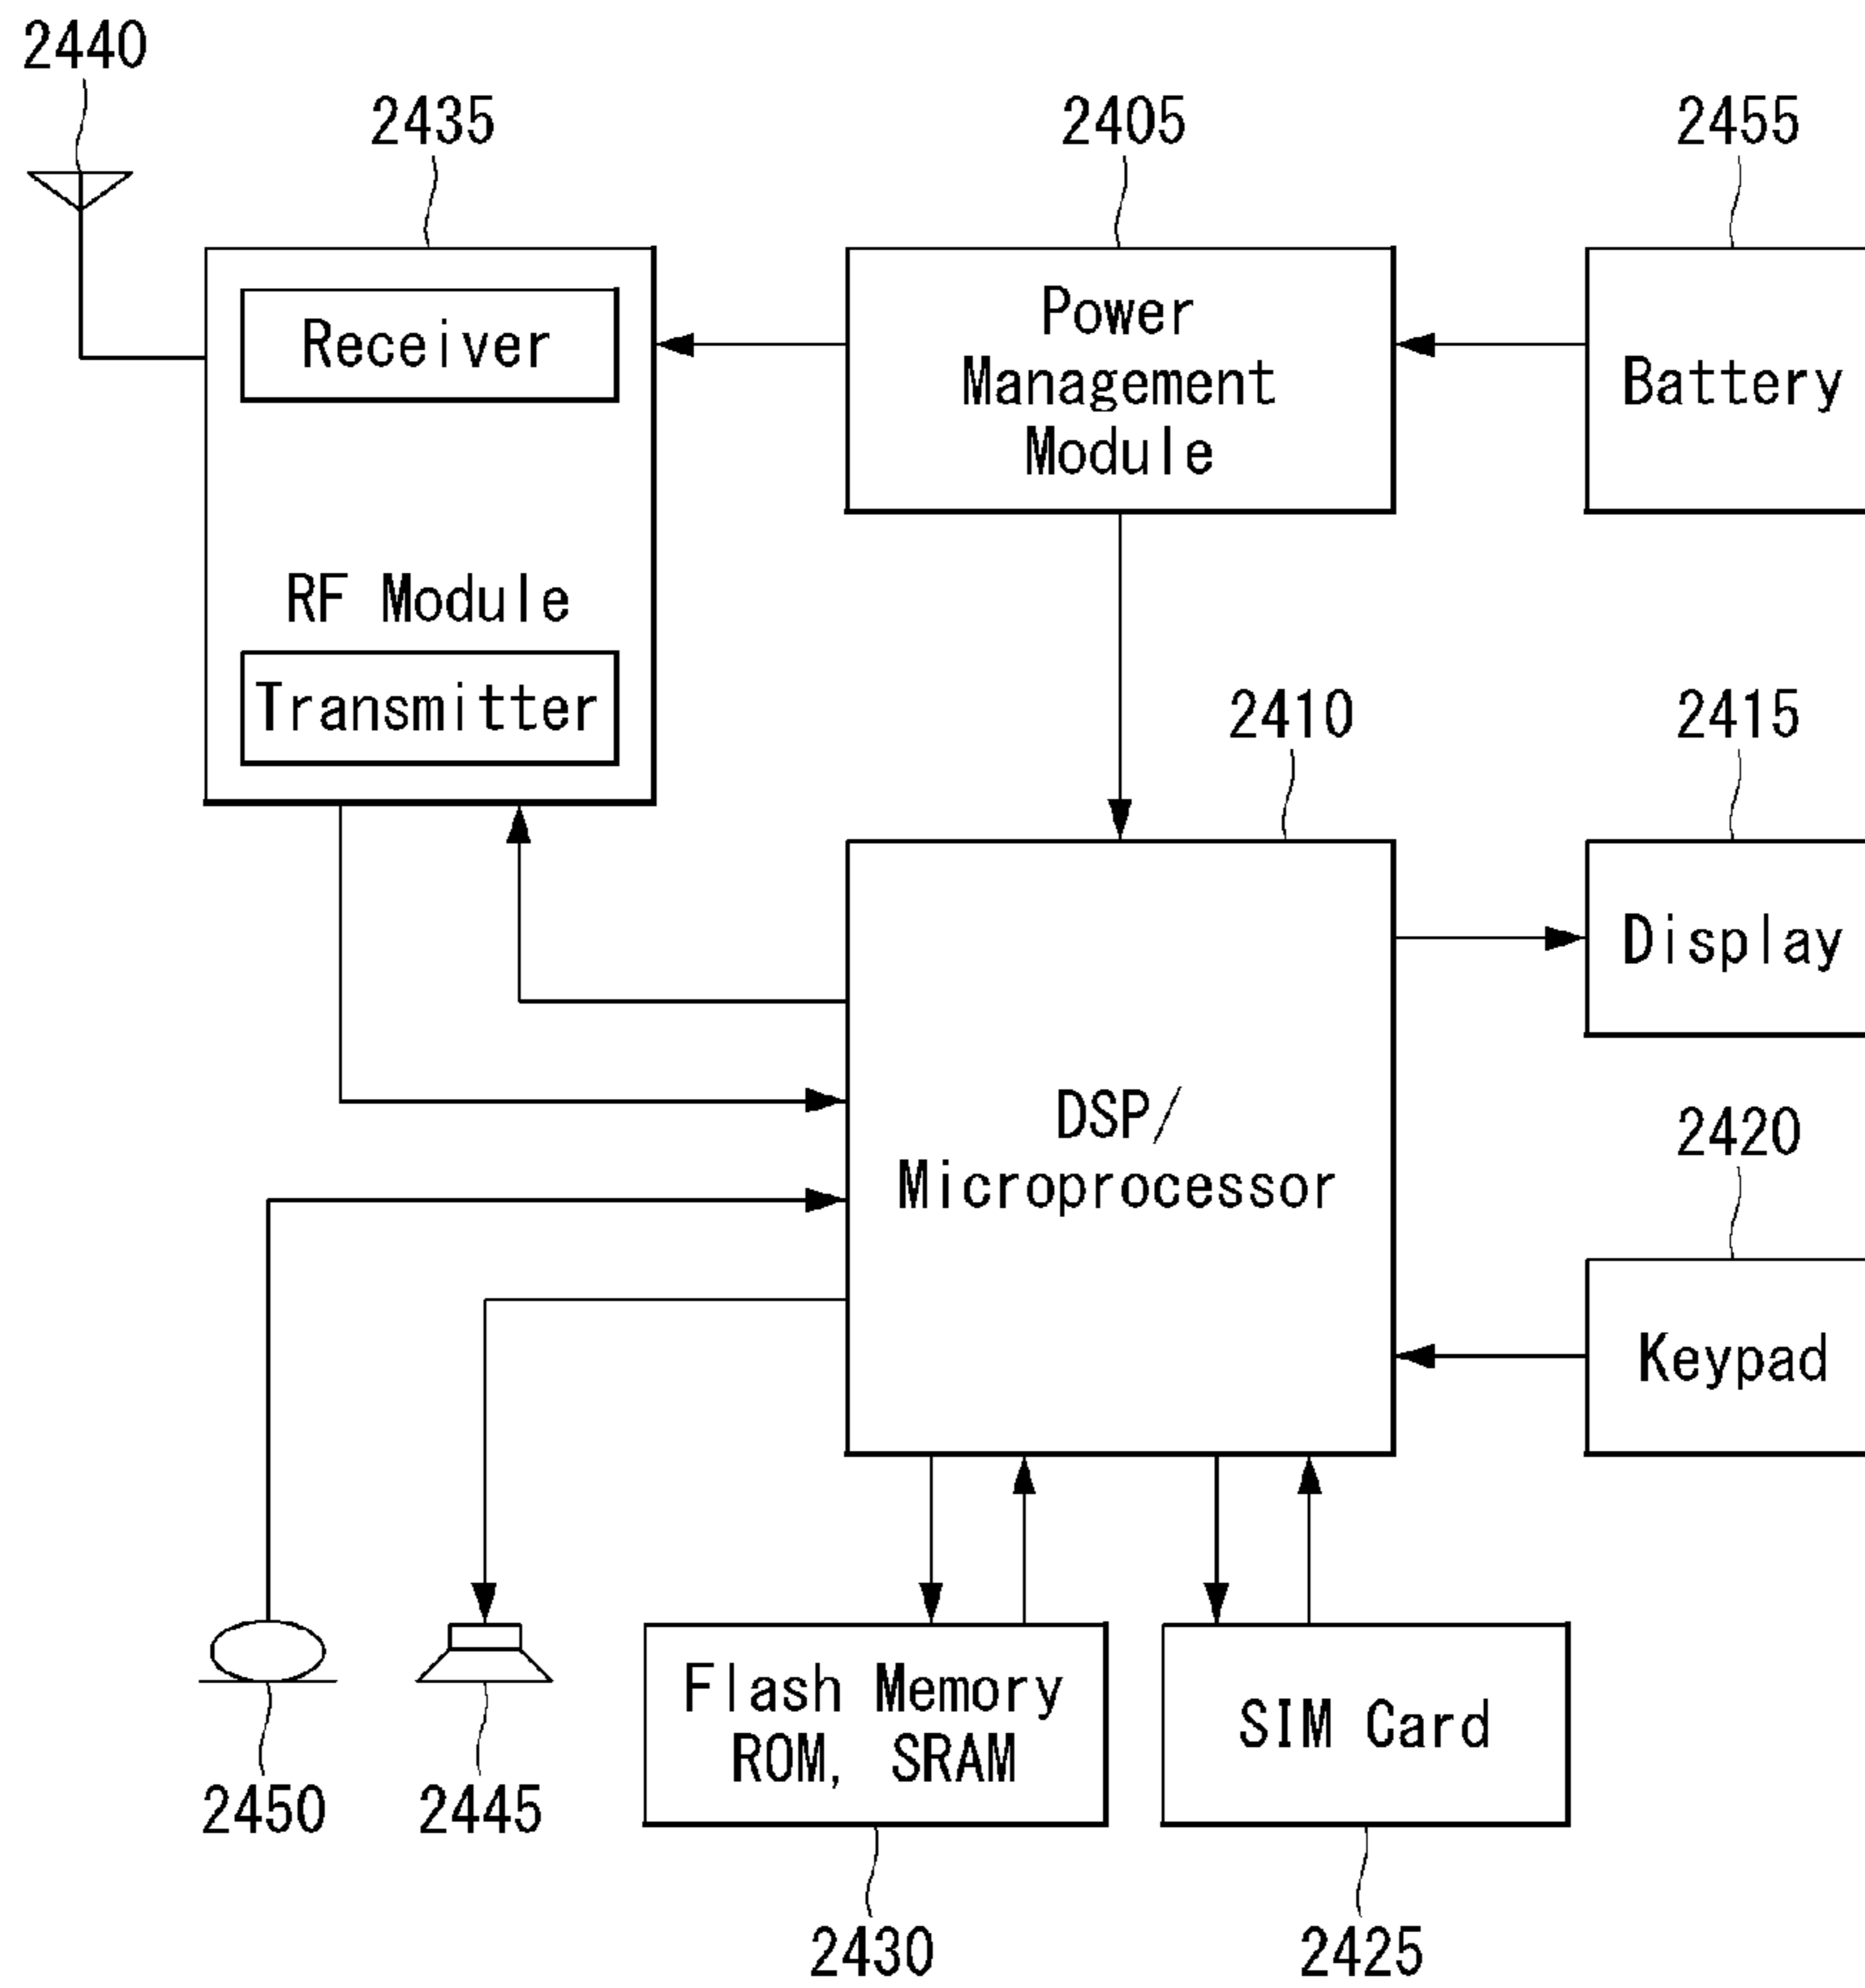 2440
2435
2405
2455
Receiver
RF Module
Transmitter
Power
Management
Module
Battery
2410
2415
DSP/
Microprocessor
Display
2420
Keypad
Flash Memory
ROM, SRAM
SIM Card
2450
2445
2430
2425